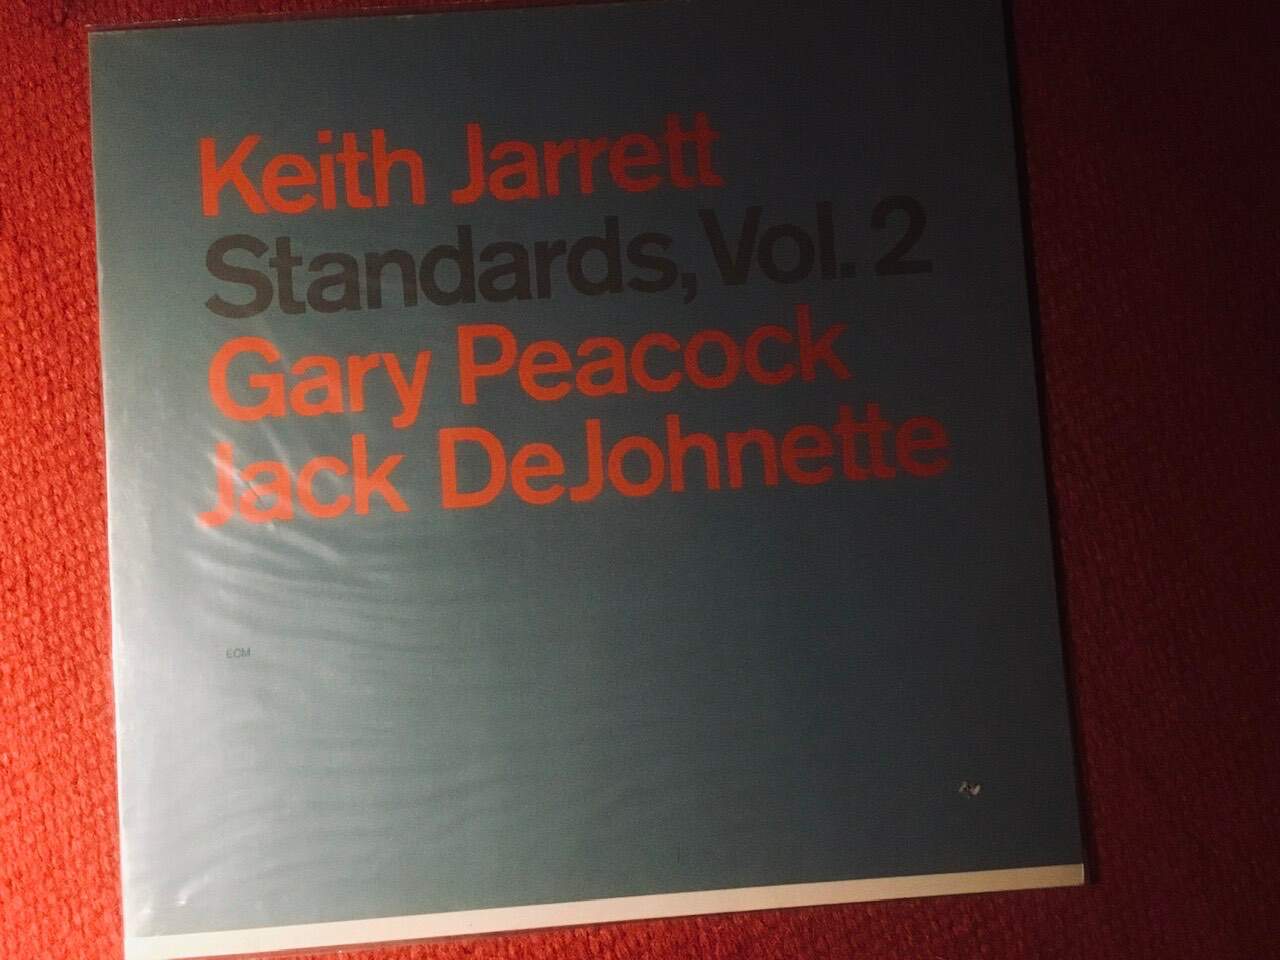 Keith Jarrett
Standards, Vol. 2
Gary Peacock
Jack DeJohnette
ECM